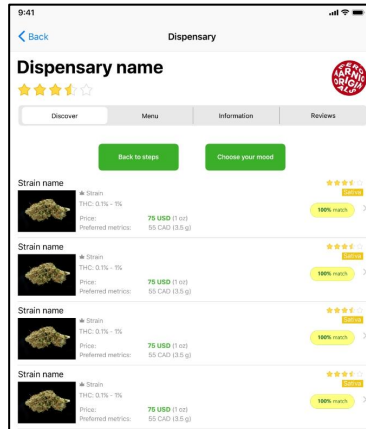 9:41
Back
Dispensary
Dispensary name
Discover Menu Information Reviews
Back to steps Choose your mood
Strain name
Sativa
Strain
THC: 0.1% - 1%
100% match
Price: 75 USD (1 oz)
Preferred metrics: 55 CAD (3.5 g)
Strain name
Sativa
Strain
THC: 0.1% - 1%
100% match
Price: 75 USD (1 oz)
Preferred metrics: 55 CAD (3.5 g)
Strain name
Sativa
Strain
THC: 0.1% - 1%
100% match
Price: 75 USD (1 oz)
Preferred metrics: 55 CAD (3.5 g)
Strain name
Sativa
Strain
THC: 0.1% - 1%
100% match
Price: 75 USD (1 oz)
Preferred metrics: 55 CAD (3.5 g)